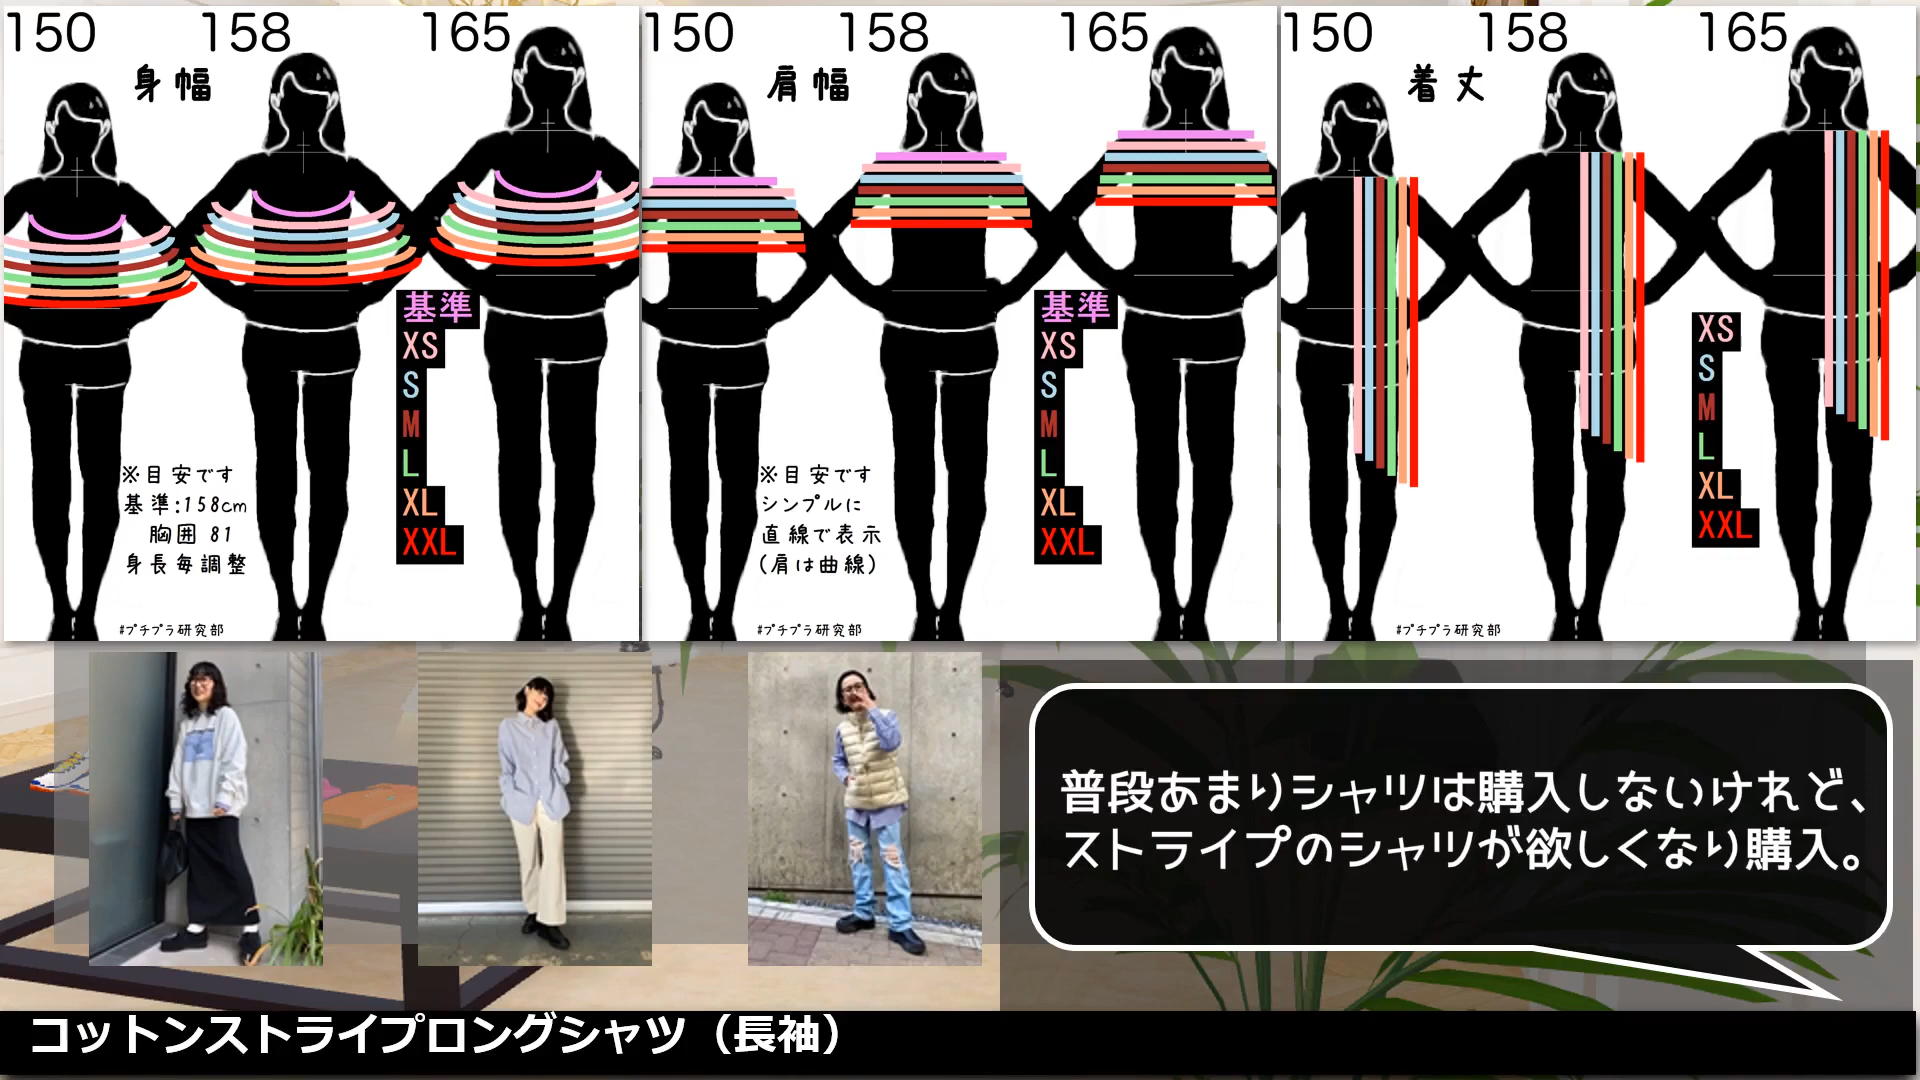 150 158 165
身幅
基準
XS
S
M
L
XL
XXL
※目安です
基準:158cm
胸囲 81
身長毎調整
#プチプラ研究部
150 158 165
肩幅
基準
XS
S
M
L
XL
XXL
※目安です
シンプルに
直線で表示
(肩は曲線)
#プチプラ研究部
150 158 165
着丈
XS
S
M
L
XL
XXL
#プチプラ研究部
普段あまりシャツは購入しないけれど、
ストライプのシャツが欲しくなり購入。
コットンストライプロングシャツ（長袖）